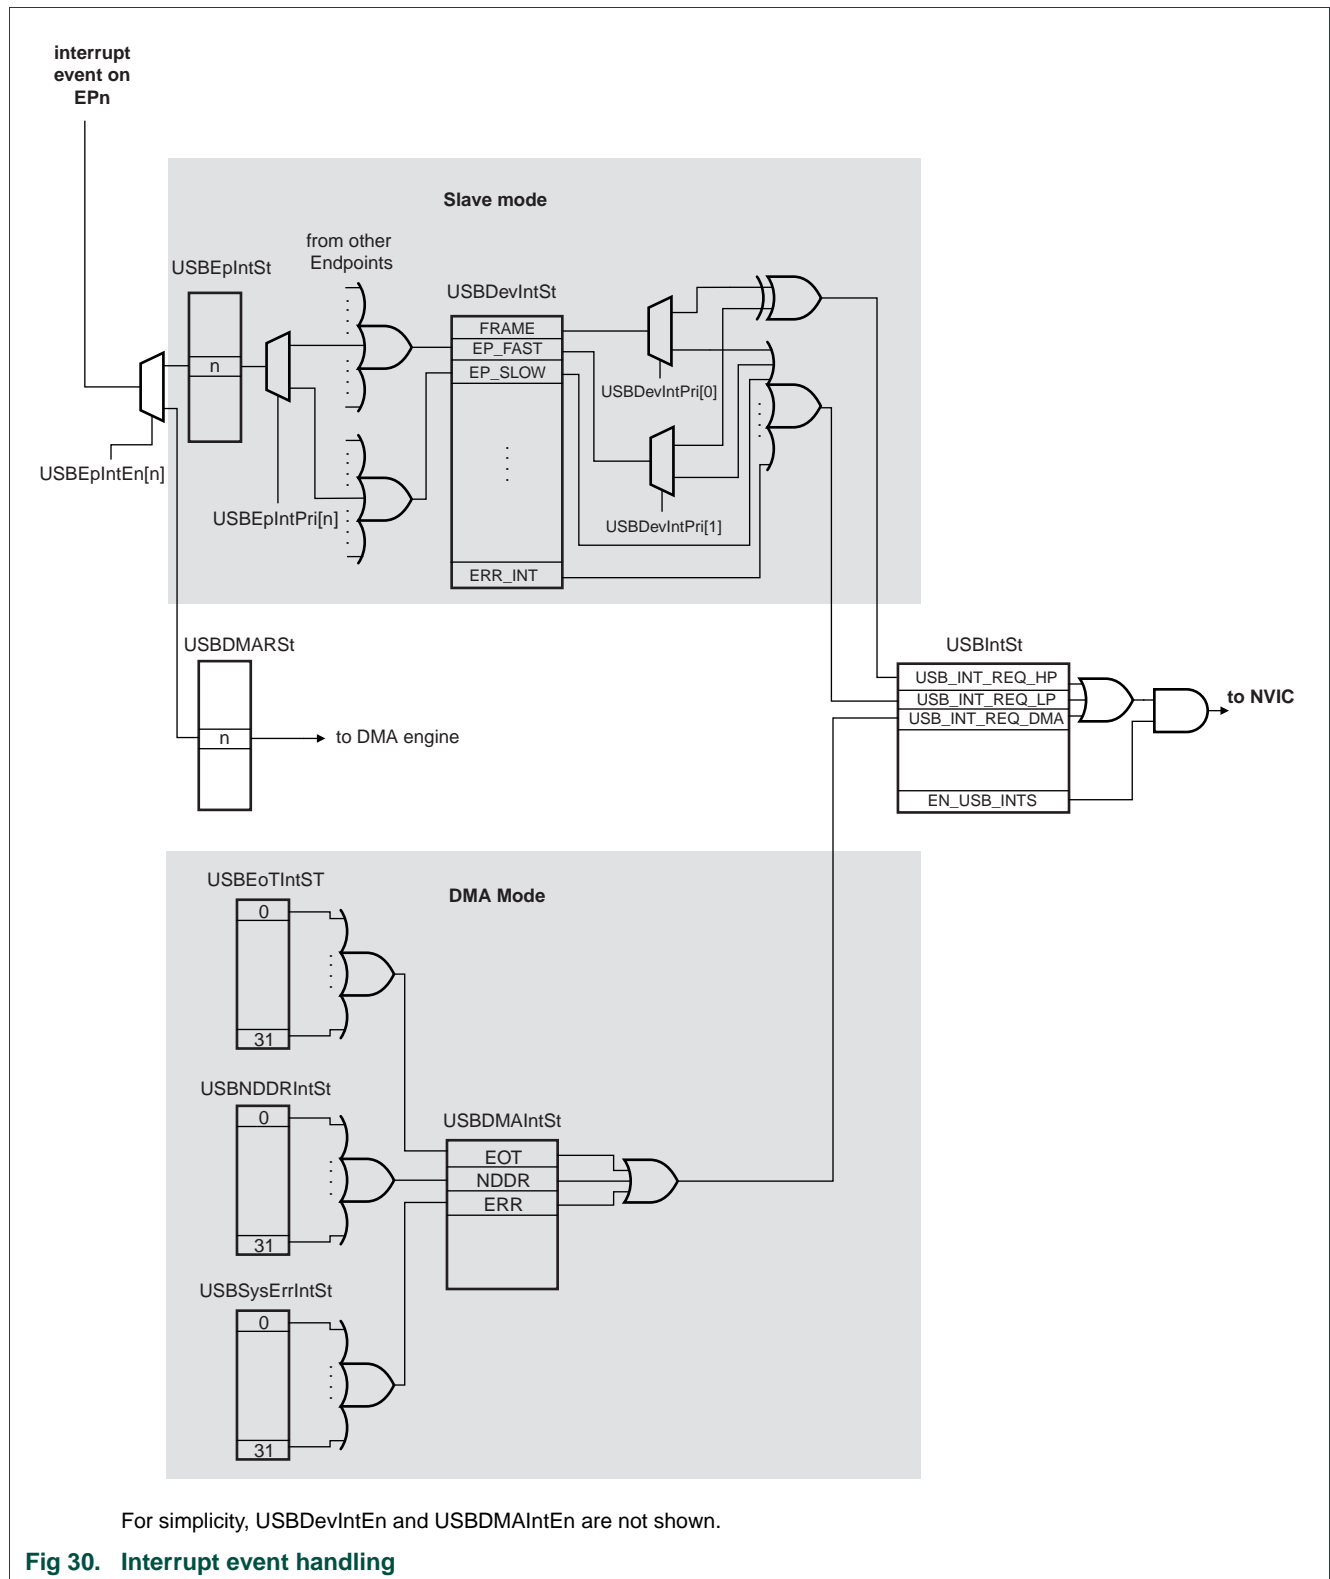 interrupt
event on
EPn
Slave mode
from other
Endpoints
USBEpIntSt
USBDevIntSt
FRAME
EP_FAST
EP_SLOW
n
USBDevIntPri[0]
USBEpIntEn[n]
USBEpIntPri[n]
USBDevIntPri[1]
ERR_INT
USBDMARSt
n
to DMA engine
USBIntSt
USB_INT_REQ_HP
USB_INT_REQ_LP
USB_INT_REQ_DMA
EN_USB_INTS
to NVIC
DMA Mode
USBEoTIntST
0
31
USBNDDRIntSt
0
31
USBDMAIntSt
EOT
NDDR
ERR
USBSysErrIntSt
0
31
For simplicity, USBDevIntEn and USBDMAIntEn are not shown.
Fig 30. Interrupt event handling